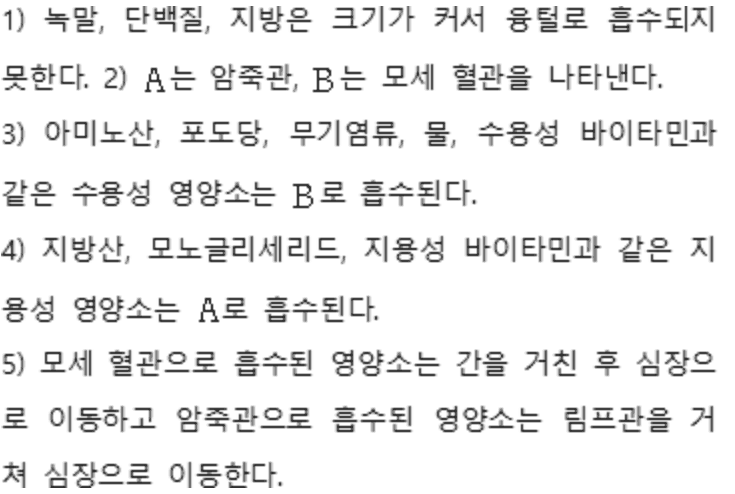 1) 녹말, 단백질, 지방은 크기가 커서 융털로 흡수되지
못한다. 2) A는 암죽관, B는 모세 혈관을 나타낸다.
3) 아미노산, 포도당, 무기염류, 물, 수용성 바이타민과
같은 수용성 영양소는 B로 흡수된다.
4) 지방산, 모노글리세리드, 지용성 바이타민과 같은 지
용성 영양소는 A로 흡수된다.
5) 모세 혈관으로 흡수된 영양소는 간을 거친 후 심장으
로 이동하고 암죽관으로 흡수된 영양소는 림프관을 거
쳐 심장으로 이동한다.